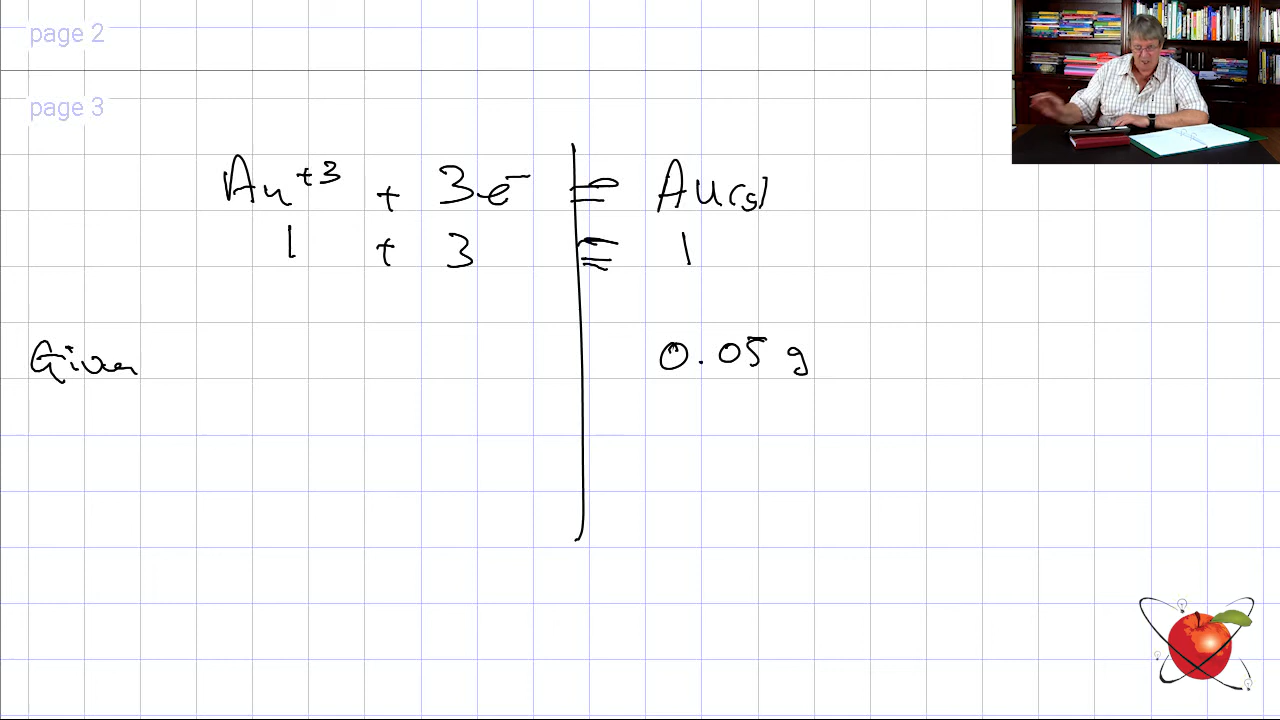 page 2
page 3
Au+3 + 3e- ⇌ Au(s)
1 + 3 ⇌ 1
Given 0.05 g